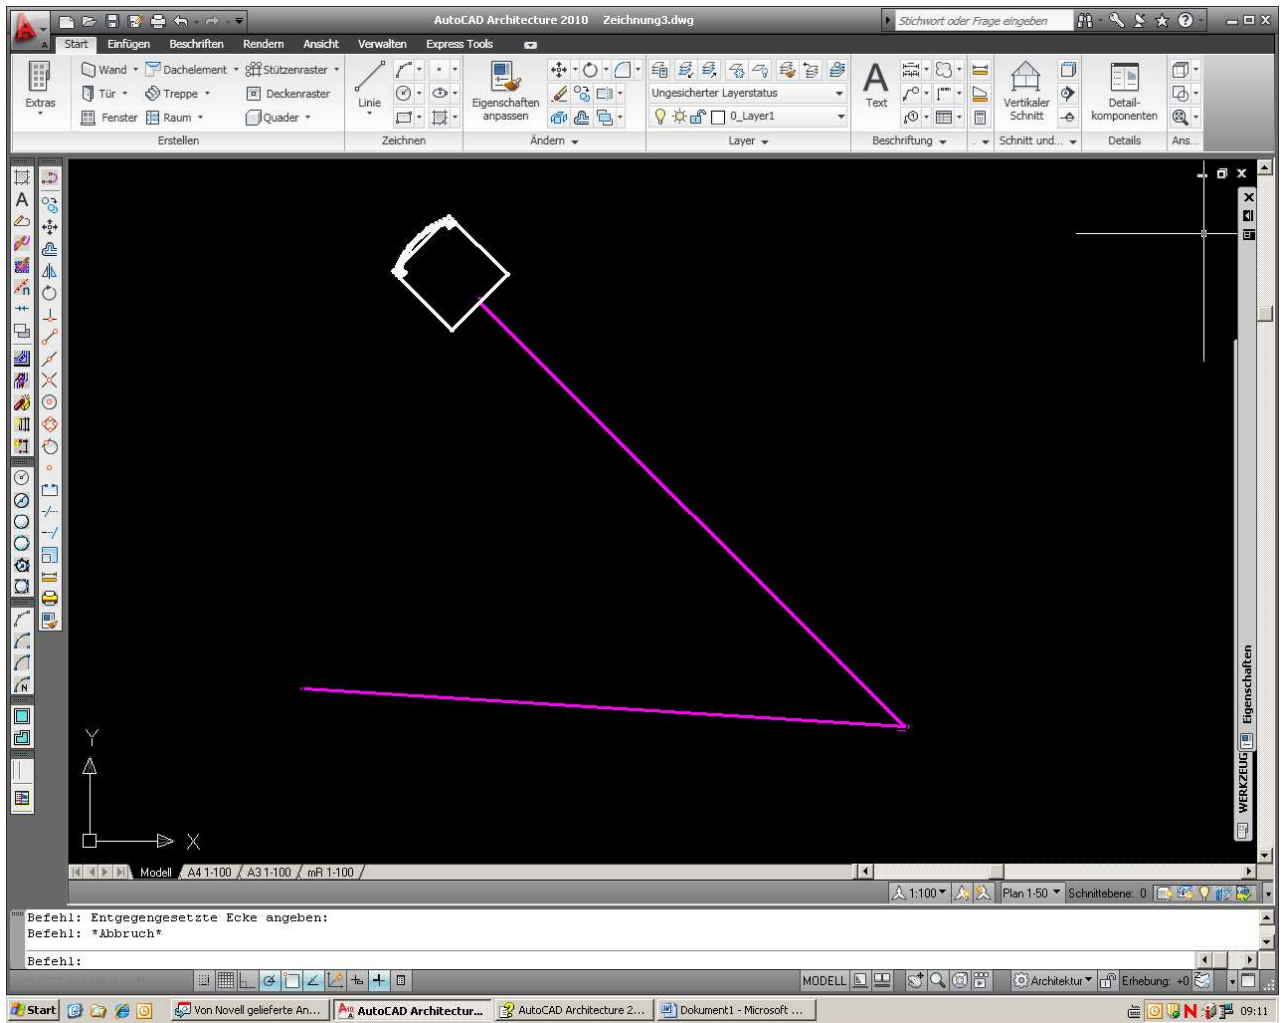 AutoCAD Architecture 2010 Zeichnung3.dwg
Stichwort oder Frage eingeben
Start Einfügen Beschriften Rendern Ansicht Verwalten Express Tools
Extras
Wand Dachelement Stützenraster
Tür Treppe Deckenraster
Fenster Raum Quader
Erstellen
Linie
Zeichnen
Eigenschaften
anpassen
Ändern
Ungesicherter Layerstatus
0_Layer1
Layer
A
Text
Beschriftung
Vertikaler
Schnitt
Schnitt und...
Detail-
komponenten
Details
Ans...
Eigenschaften
WERKZEUG
Y
X
Modell A4 1-100 A3 1-100 mR 1-100
1:100 Plan 1-50 Schnittebene: 0
Befehl: Entgegengesetzte Ecke angeben:
Befehl: *Abbruch*
Befehl:
MODELL Architektur Erhebung: +0
Start Von Novell gelieferte An... AutoCAD Architectur... AutoCAD Architecture 2... Dokument1 - Microsoft ... 09:11